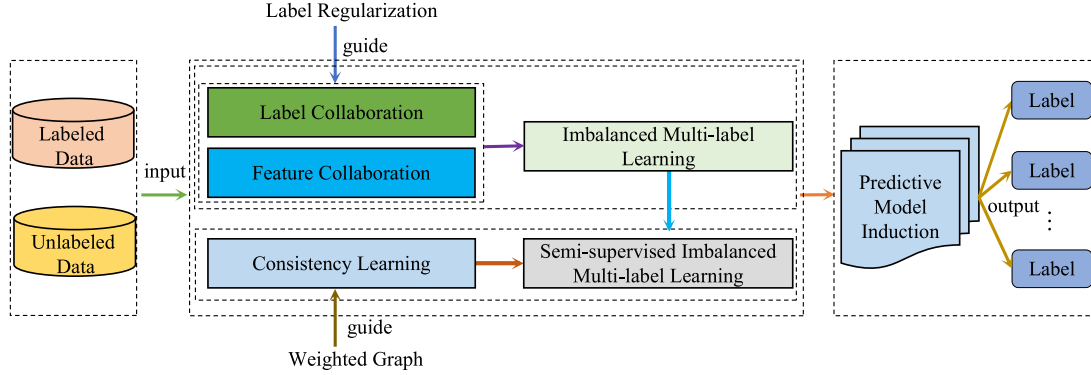 Label Regularization
guide
Labeled
Data
Unlabeled
Data
input
Label Collaboration
Feature Collaboration
Imbalanced Multi-label
Learning
Consistency Learning
Semi-supervised Imbalanced
Multi-label Learning
guide
Weighted Graph
Predictive
Model
Induction
output
Label
Label
⋮
Label